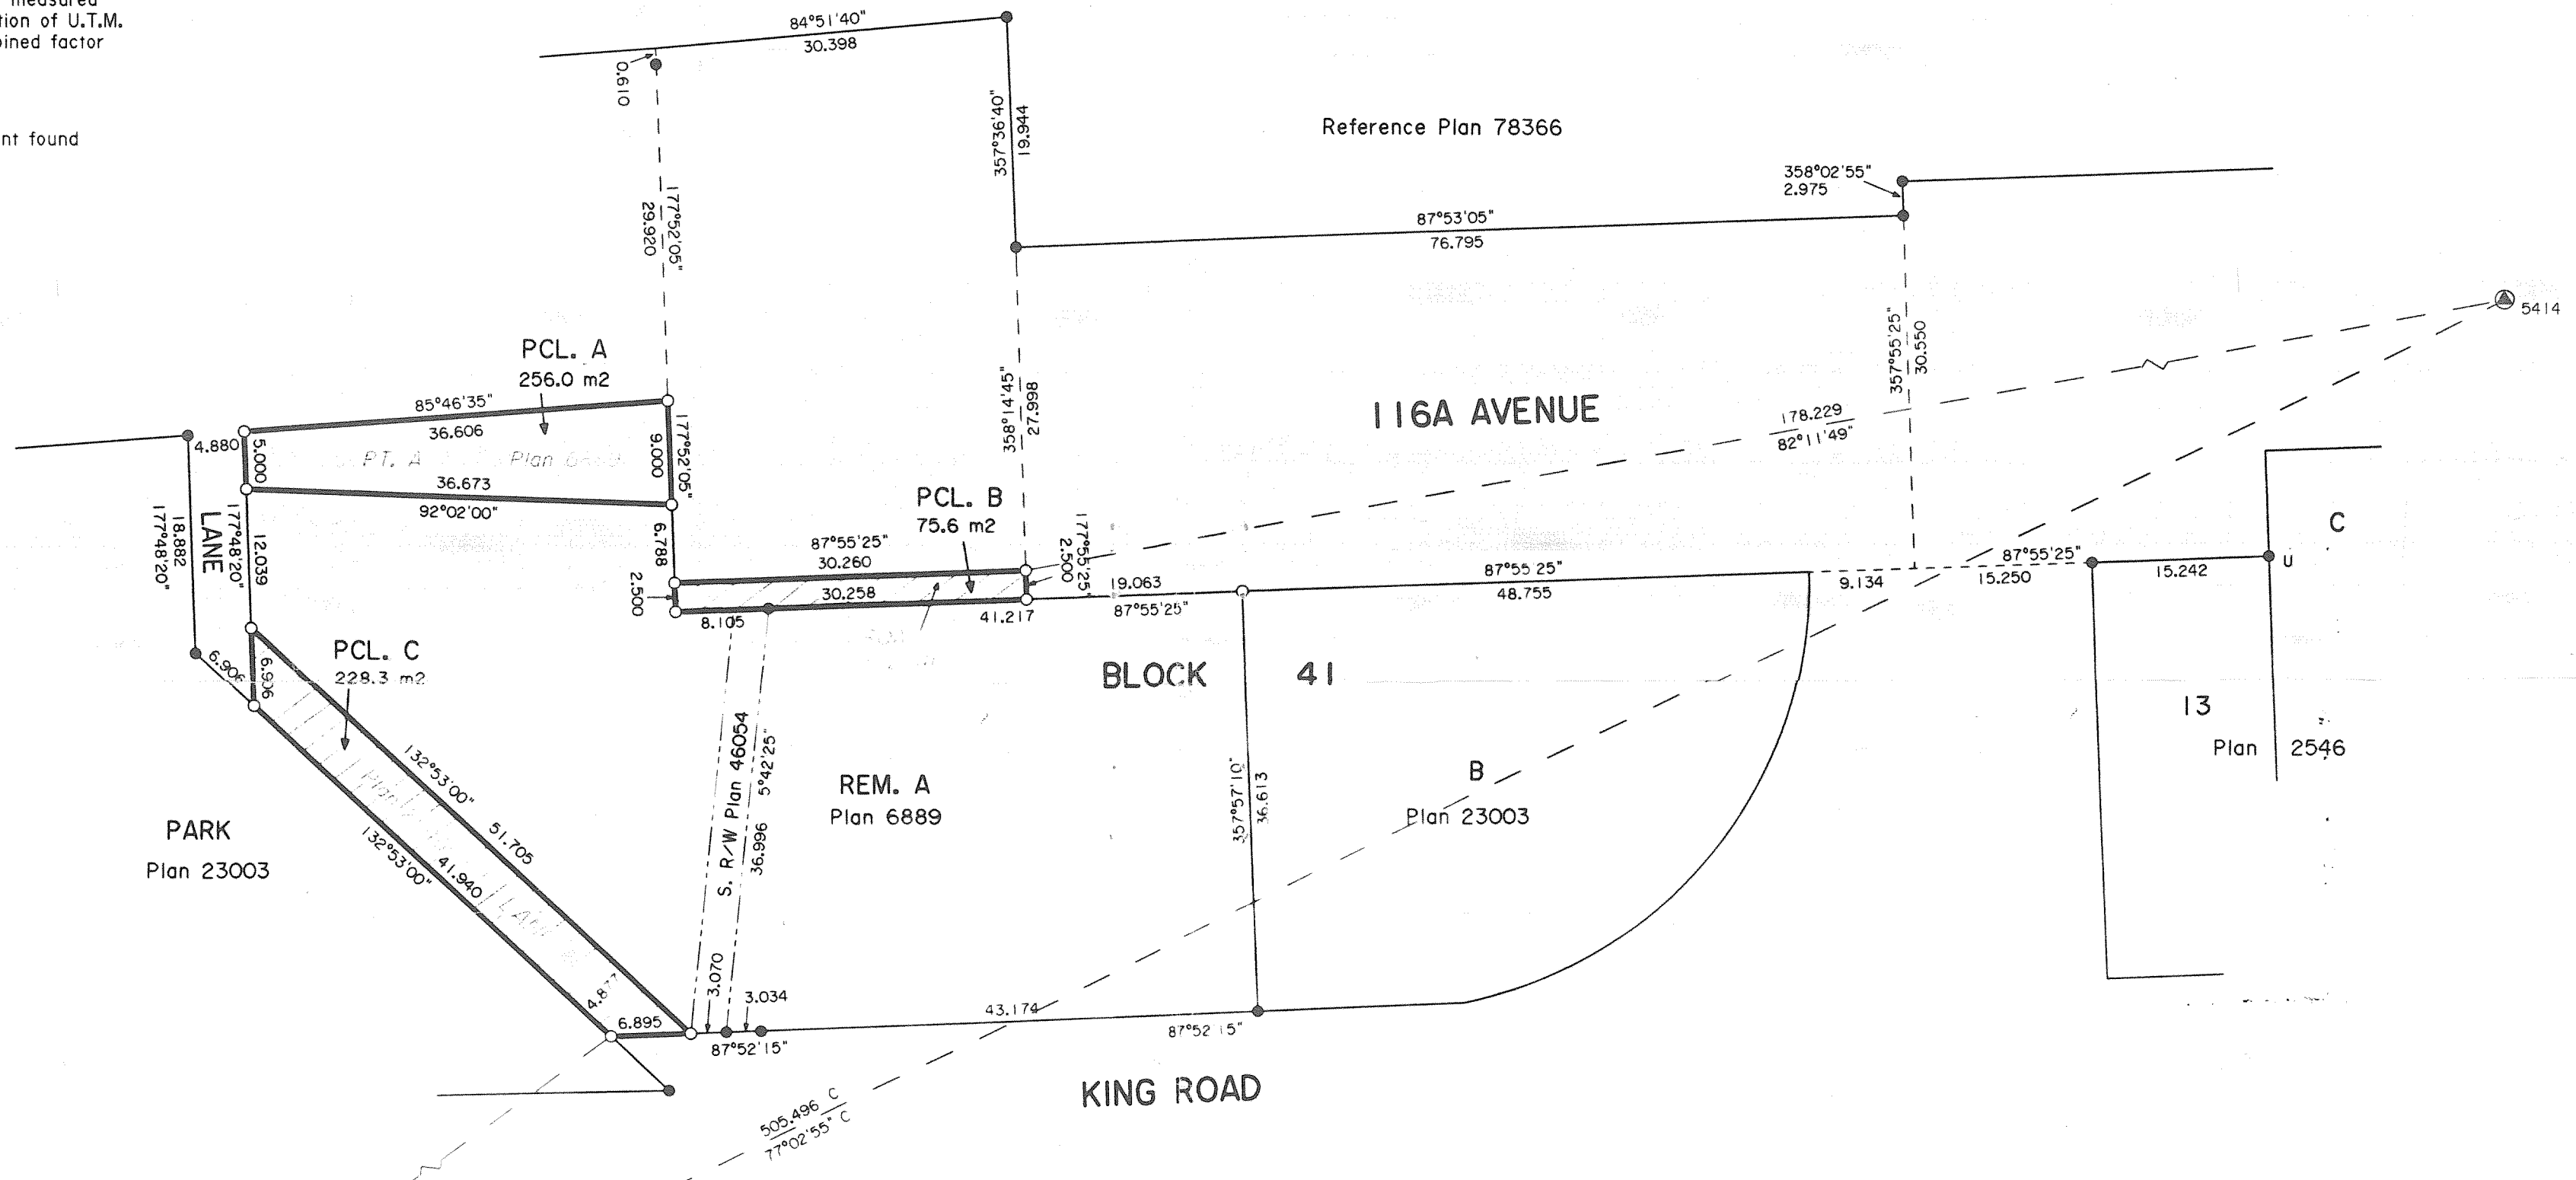 measured
tion of U.T.M.
bined factor
nt found
84°51'40"
30.398
0.610
357°36'40"
19.944
Reference Plan 78366
358°02'55"
2.975
177°52'05"
29.920
87°53'05"
76.795
5414
357°55'25"
30.550
PCL. A
256.0 m2
85°46'35"
36.606
358°14'45"
27.998
116A AVENUE
178.229
82°11'49"
4.880
5.000
9.000
177°52'05"
PT. A
Plan
36.673
92°02'00"
PCL. B
75.6 m2
C
18.882
177°48'20"
LANE
177°48'20"
12.039
6.788
87°55'25"
30.260
177°55'25"
2.500
2.500
30.258
19.063
87°55'25"
87°55'25"
48.755
9.134
87°55'25"
15.250
15.242
U
8.105
41.217
6.906
6.906
PCL. C
228.3 m2
BLOCK 41
13
Plan 2546
S. R/W Plan 46054
5°42'25"
36.996
REM. A
Plan 6889
357°57'10"
36.613
B
Plan 23003
PARK
Plan 23003
132°53'00"
51.705
132°53'00"
41.940
LANE
4.877
3.070
3.034
6.895
87°52'15"
43.174
87°52'15"
KING ROAD
505.496 C
77°02'55" C